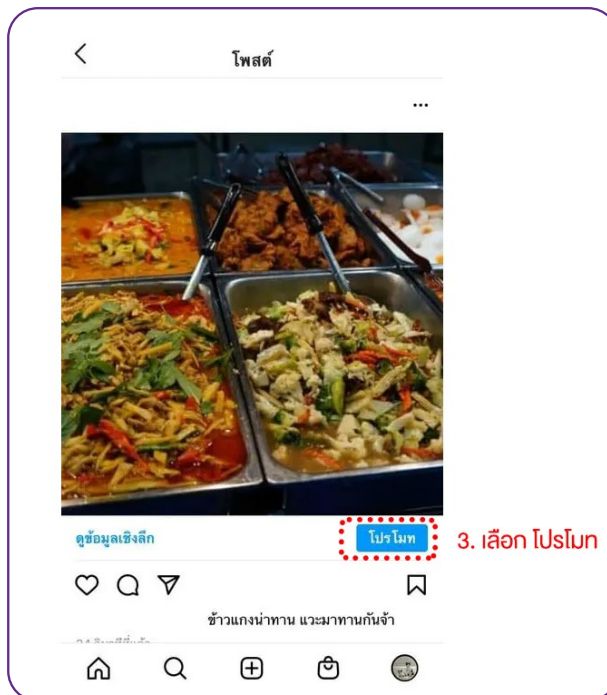 โพสต์
ดูข้อมูลเชิงลึก
โปรโมท
3. เลือก โปรโมท
ข้าวแกงน่าทาน แวะมาทานกันจ้า